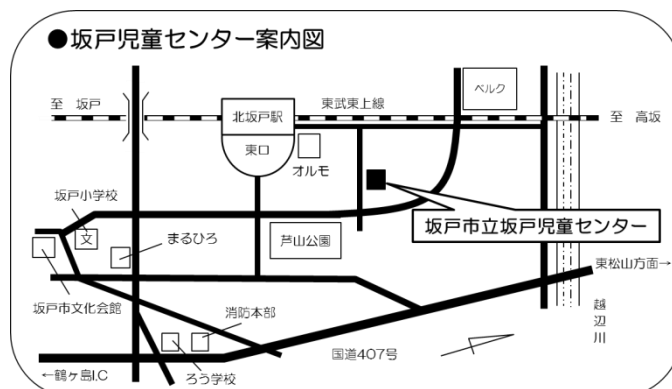 ●坂戸児童センター案内図
ベルク
至 坂戸
北坂戸駅
東武東上線
至 高坂
東口
オルモ
坂戸小学校
文
まるひろ
芦山公園
坂戸市立坂戸児童センター
東松山方面→
坂戸市文化会館
消防本部
越辺川
国道407号
←鶴ヶ島I.C
ろう学校